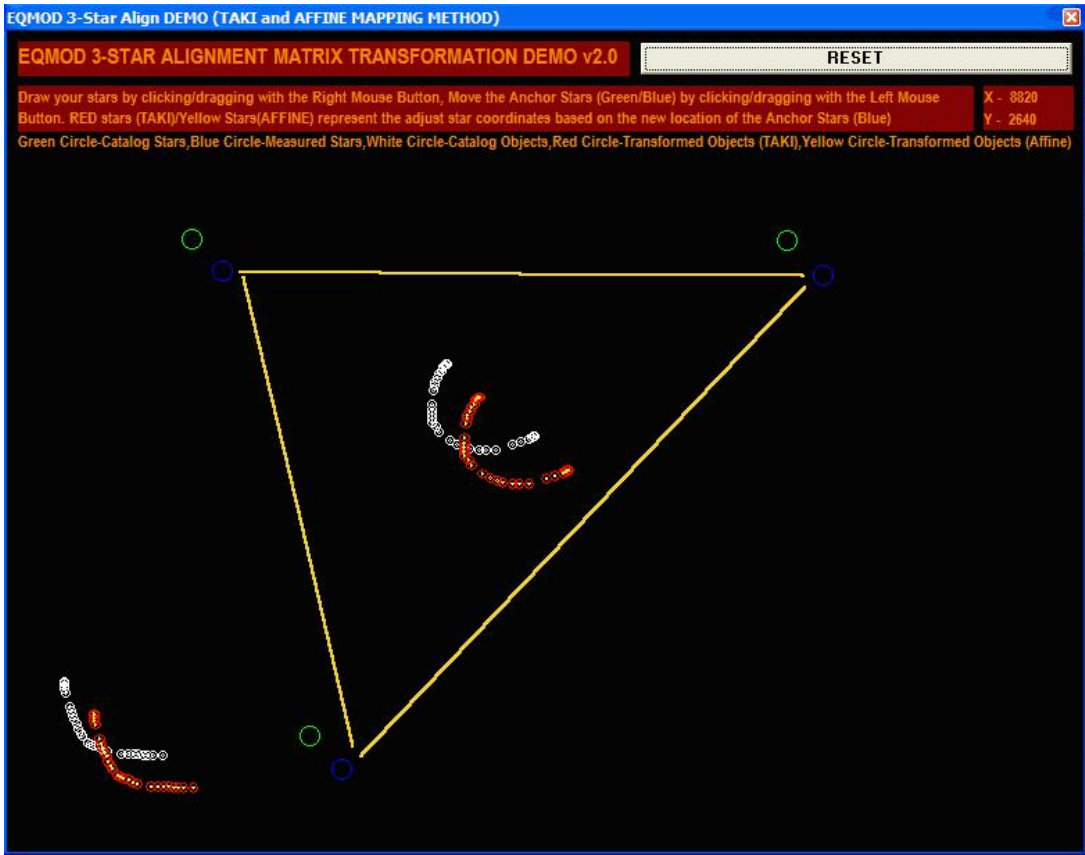 EQMOD 3-Star Align DEMO (TAKI and AFFINE MAPPING METHOD)
EQMOD 3-STAR ALIGNMENT MATRIX TRANSFORMATION DEMO v2.0
RESET
Draw your stars by clicking/dragging with the Right Mouse Button, Move the Anchor Stars (Green/Blue) by clicking/dragging with the Left Mouse
Button. RED stars (TAKI)/Yellow Stars(AFFINE) represent the adjust star coordinates based on the new location of the Anchor Stars (Blue)
X - 8820
Y - 2640
Green Circle-Catalog Stars,Blue Circle-Measured Stars,White Circle-Catalog Objects,Red Circle-Transformed Objects (TAKI),Yellow Circle-Transformed Objects (Affine)